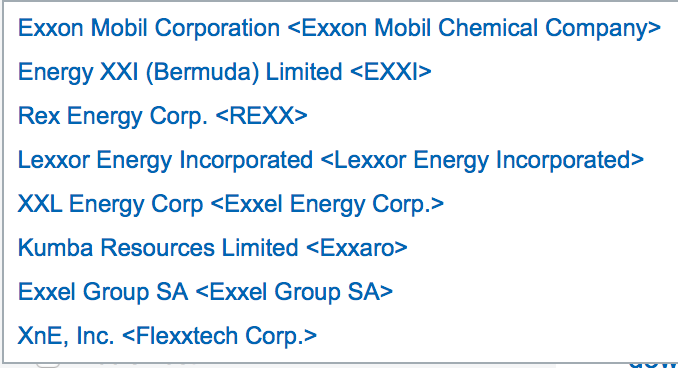 Exxon Mobil Corporation <Exxon Mobil Chemical Company>
Energy XXI (Bermuda) Limited <EXXI>
Rex Energy Corp. <REXX>
Lexxor Energy Incorporated <Lexxor Energy Incorporated>
XXL Energy Corp <Exxel Energy Corp.>
Kumba Resources Limited <Exxaro>
Exxel Group SA <Exxel Group SA>
XnE, Inc. <Flexxtech Corp.>